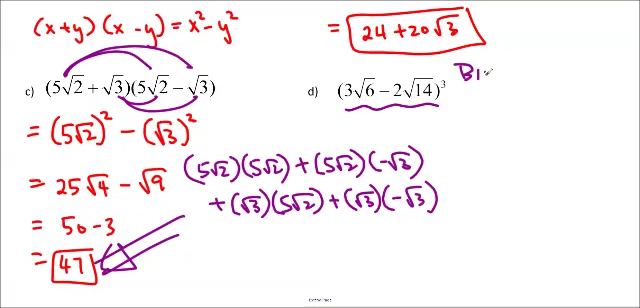 (x+y)(x-y) = x² - y²
c) (5√2 + √3)(5√2 - √3)
= (5√2)² - (√3)²
= 25√4 - √9
= 50 - 3
= 47
(5√2)(5√2) + (5√2)(-√3)
+ (√3)(5√2) + (√3)(-√3)
= 24 + 20√3
d) (3√6 - 2√14)³
BI